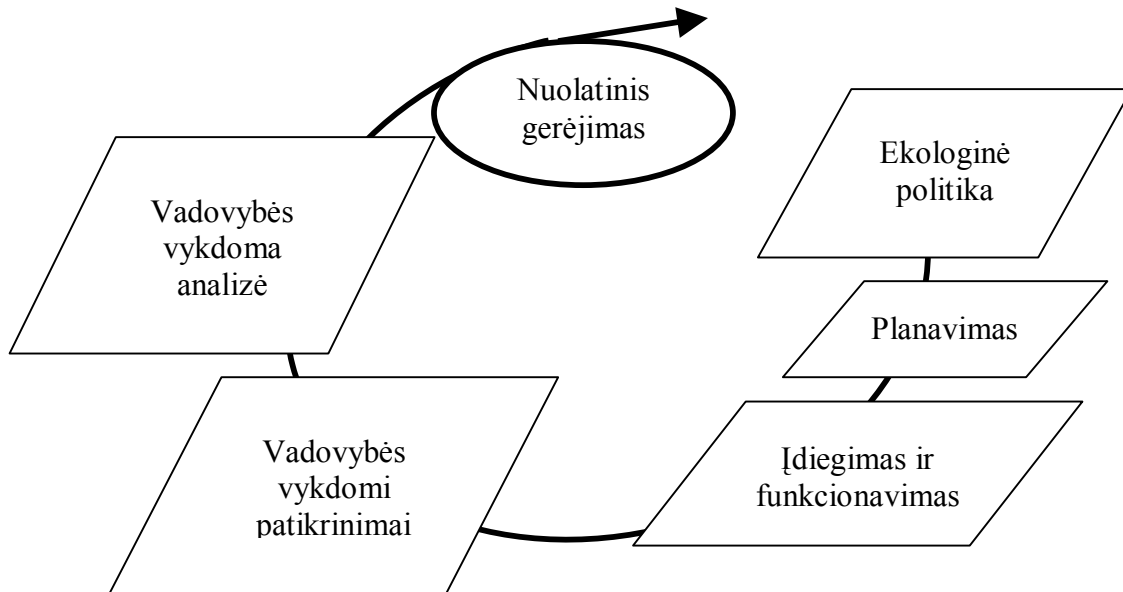 Nuolatinis
gerėjimas
Ekologinė
politika
Vadovybės
vykdoma
analizė
Planavimas
Vadovybės
vykdomi
patikrinimai
Įdiegimas ir
funkcionavimas